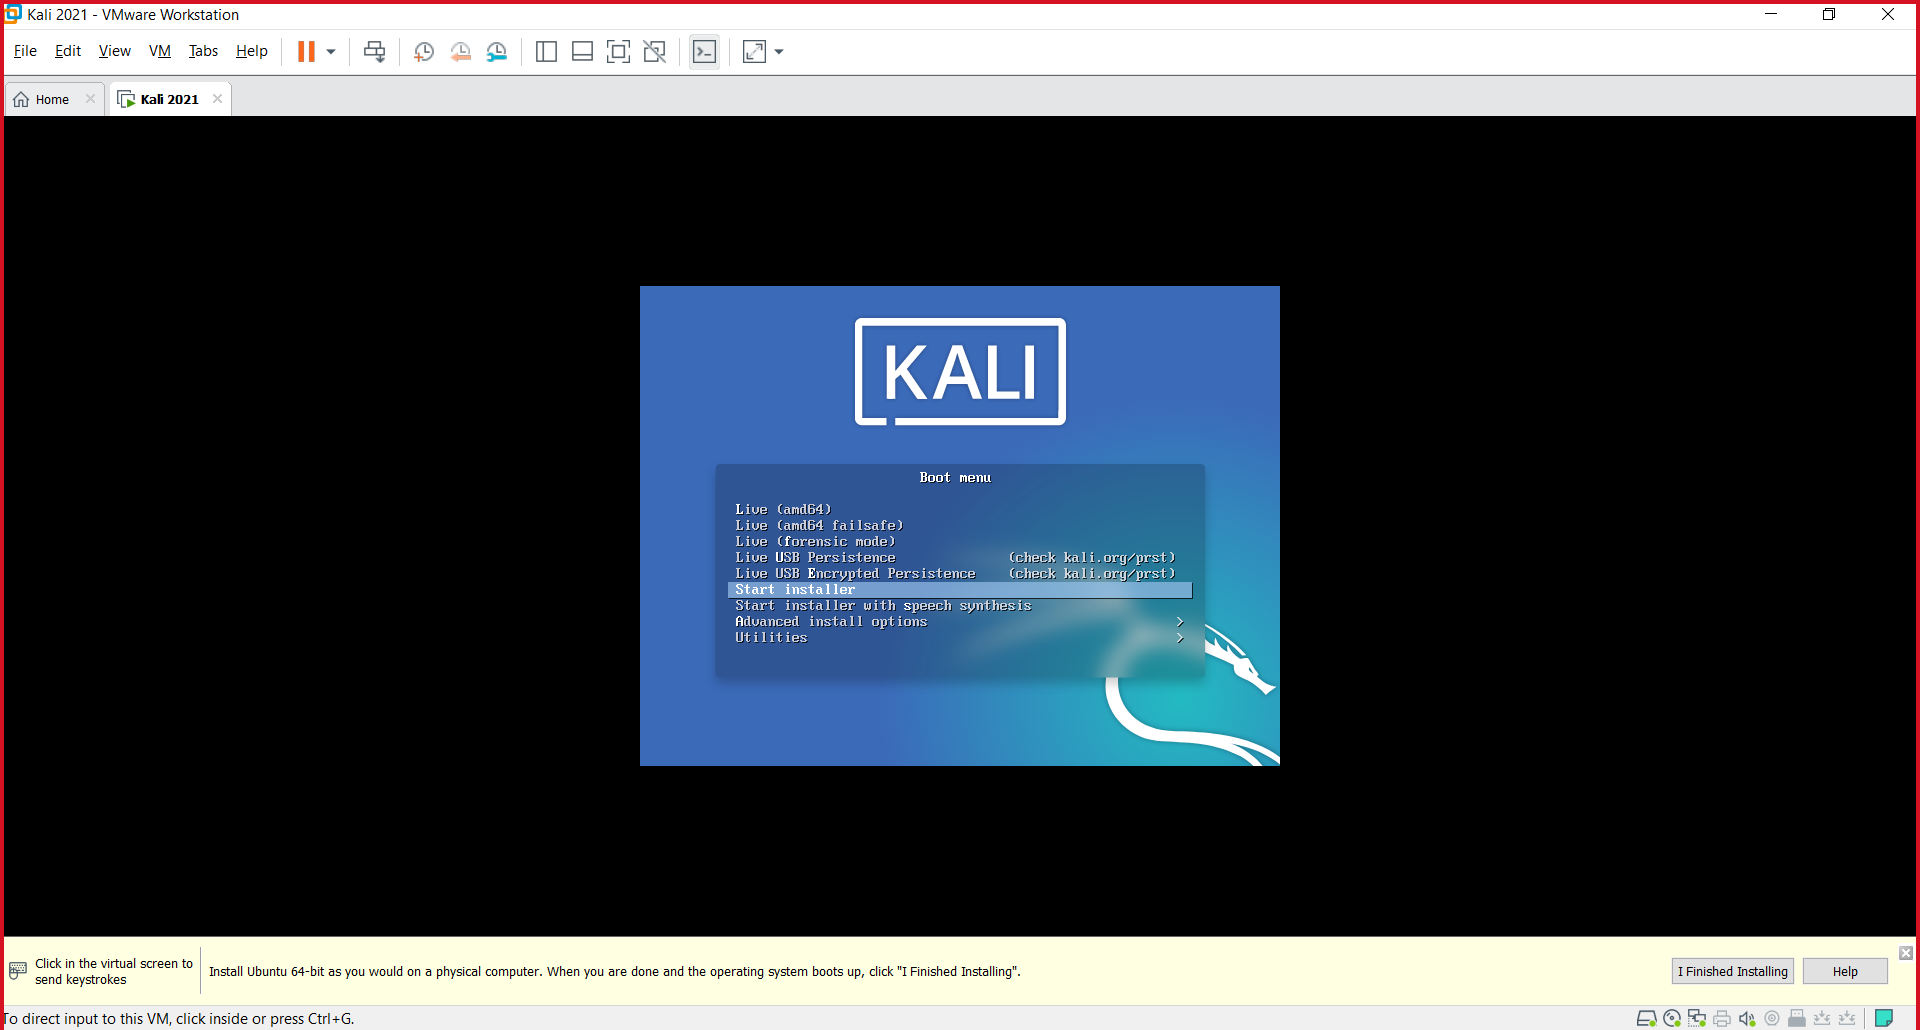 Kali 2021 - VMware Workstation
File Edit View VM Tabs Help
Home Kali 2021
KALI
Boot menu
Live (amd64)
Live (amd64 failsafe)
Live (forensic mode)
Live USB Persistence (check kali.org/prst)
Live USB Encrypted Persistence (check kali.org/prst)
Start installer
Start installer with speech synthesis
Advanced install options >
Utilities >
Click in the virtual screen to
send keystrokes
Install Ubuntu 64-bit as you would on a physical computer. When you are done and the operating system boots up, click "I Finished Installing".
I Finished Installing Help
To direct input to this VM, click inside or press Ctrl+G.